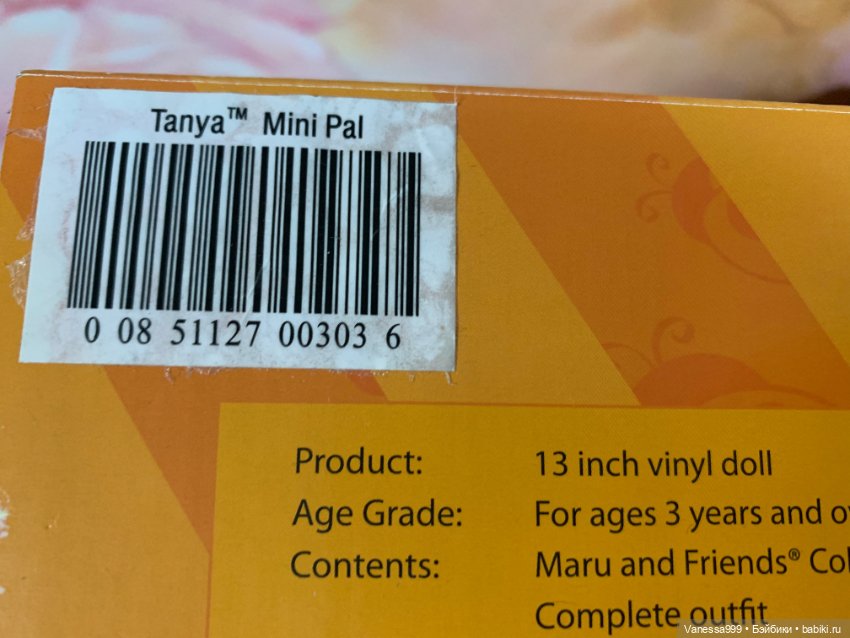 Tanya™ Mini Pal
0 08 51127 00303 6
Product: 13 inch vinyl doll
Age Grade: For ages 3 years and
Contents: Maru and Friends®
Complete outfit
Vanessa999 • Бэйбики • babiki.ru